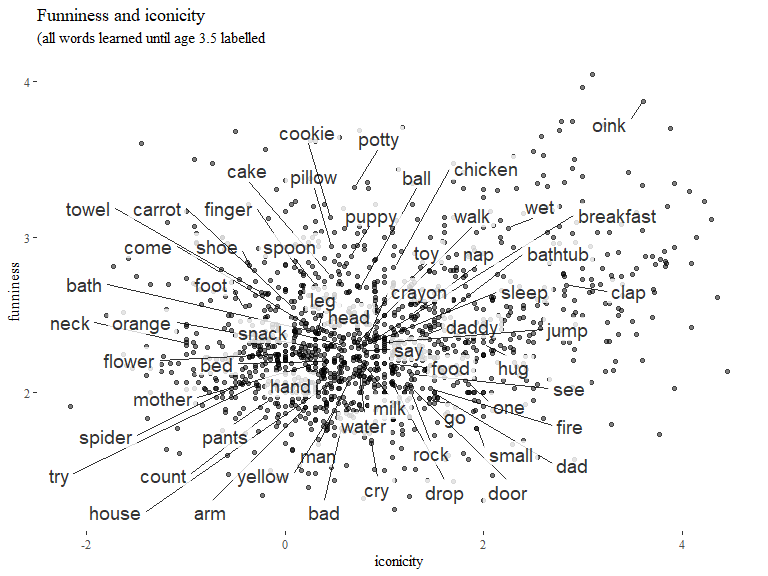 Funniness and iconicity
(all words learned until age 3.5 labelled
4
oink
cookie
potty
cake
pillow
ball
chicken
towel
carrot
finger
puppy
walk
wet
breakfast
3
come
shoe
spoon
toy
nap
bathtub
bath
foot
leg
crayon
sleep
clap
head
neck
orange
snack
daddy
jump
say
flower
bed
food
hug
funniness
hand
see
2
mother
milk
one
go
water
fire
spider
pants
man
rock
small
dad
try
count
yellow
cry
drop
door
house
arm
bad
-2
0
2
4
iconicity